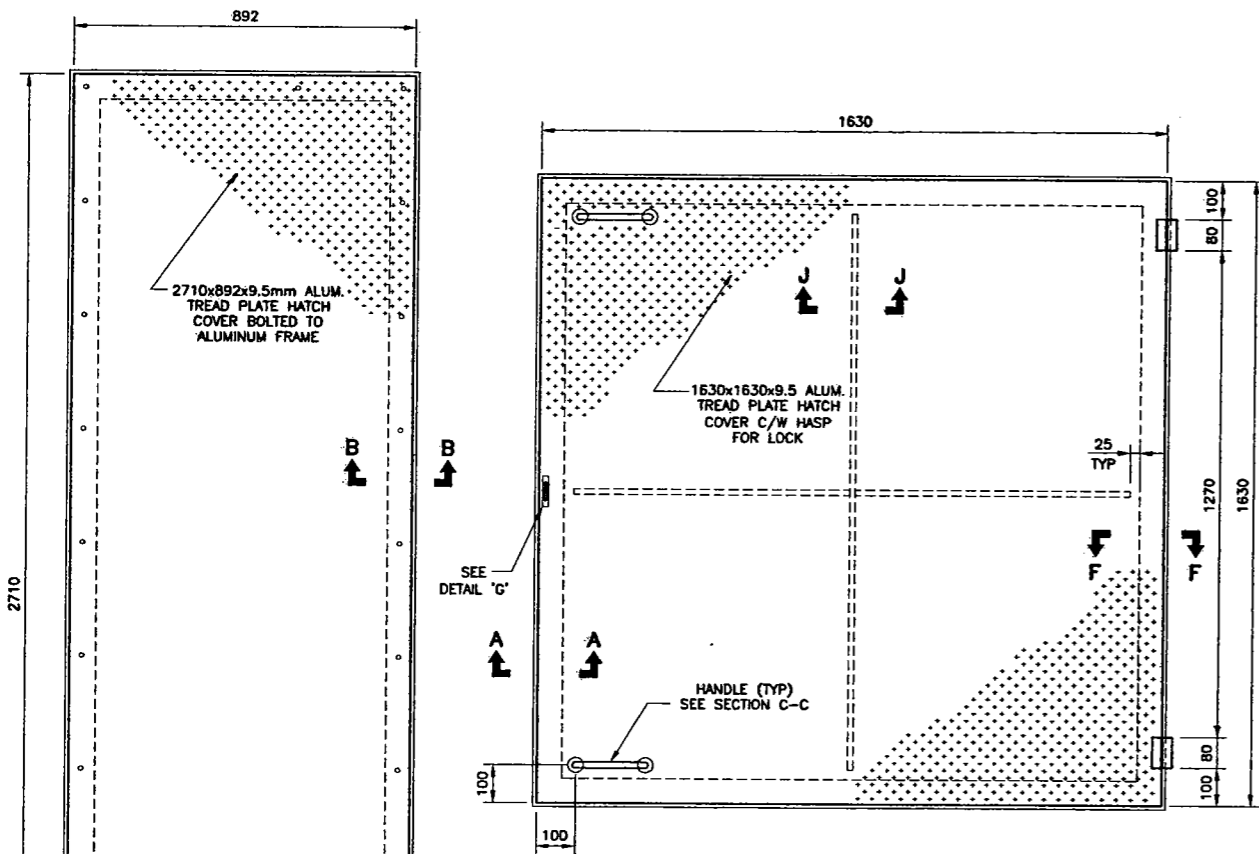 892
2710
2710x892x9.5mm ALUM.
TREAD PLATE HATCH
COVER BOLTED TO
ALUMINUM FRAME
B B
1630
100
80
1270
1630
80
100
J J
1630x1630x9.5 ALUM.
TREAD PLATE HATCH
COVER C/W HASP
FOR LOCK
25
TYP
SEE
DETAIL "G"
F F
A A
HANDLE (TYP)
SEE SECTION C-C
100
100